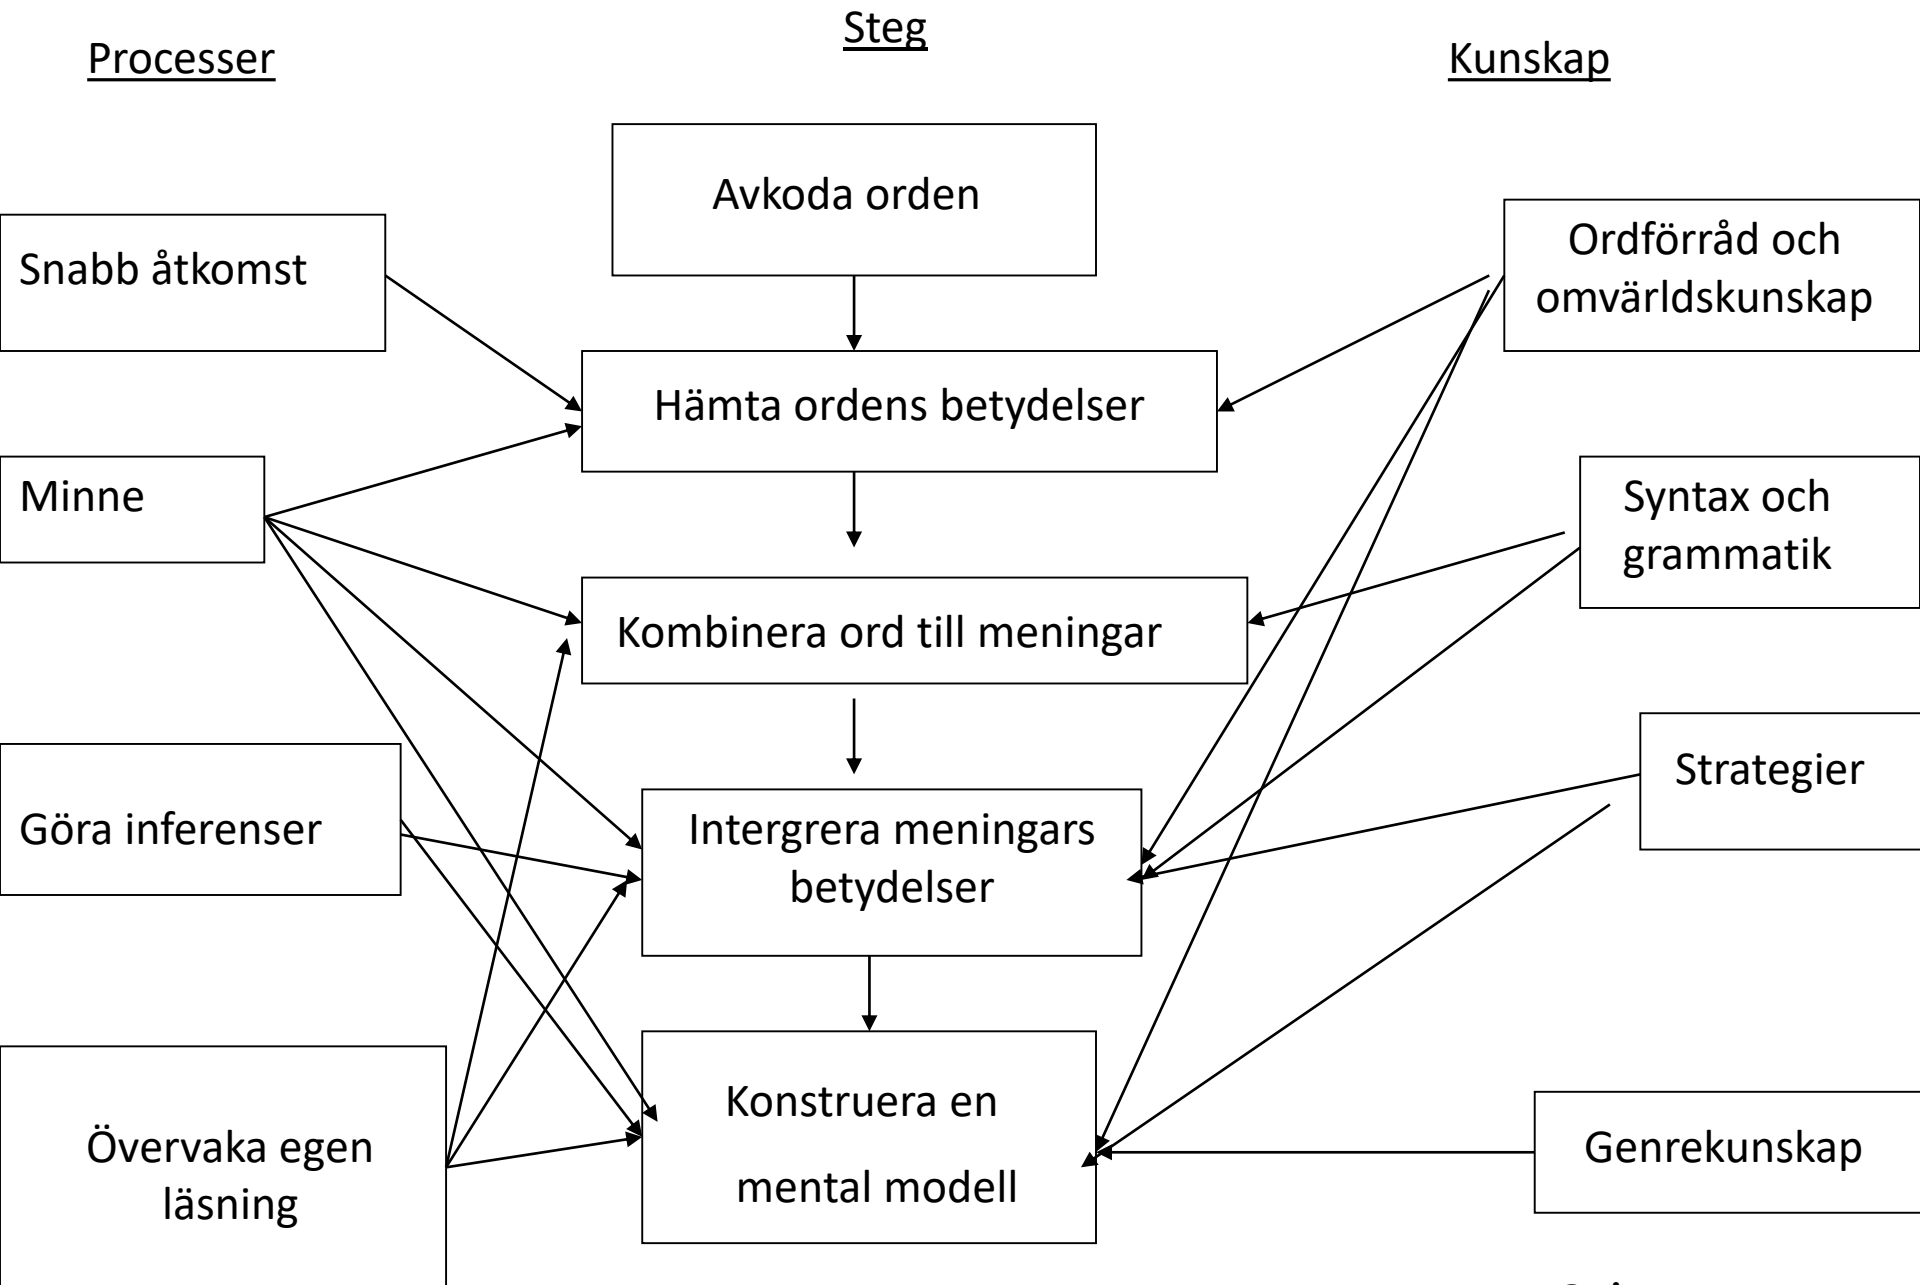 Processer
Steg
Kunskap
Avkoda orden
Snabb åtkomst
Ordförråd och
omvärldskunskap
Hämta ordens betydelser
Minne
Syntax och
grammatik
Kombinera ord till meningar
Göra inferenser
Intergrera meningars
betydelser
Strategier
Övervaka egen
läsning
Konstruera en
mental modell
Genrekunskap